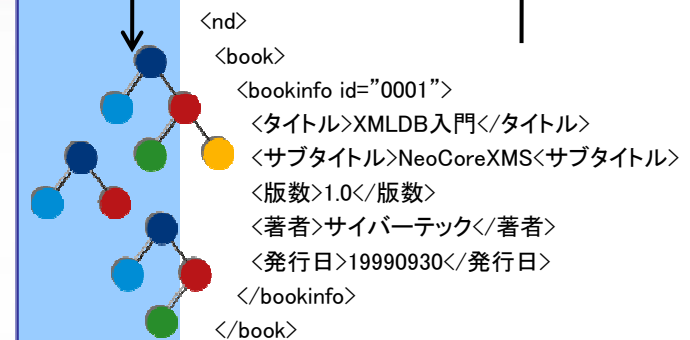 <nd>
<book>
<bookinfo id=”0001”>
<タイトル>XMLDB入門</タイトル>
<サブタイトル>NeoCoreXMS<サブタイトル>
<版数>1.0</版数>
<著者>サイバーテック</著者>
<発行日>19990930</発行日>
</bookinfo>
</book>